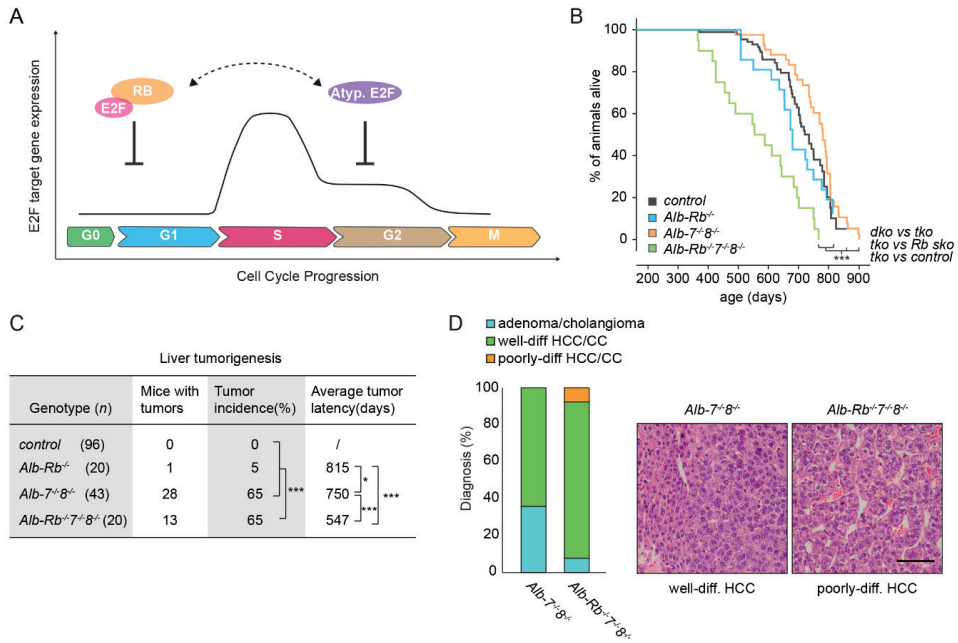 A
E2F target gene expression
RB
E2F
Atyp. E2F
G0 G1 S G2 M
Cell Cycle Progression
B
% of animals alive
100
80
60
40
20
0
control
Alb-Rb-/-
Alb-7-/-8-/-
Alb-Rb-/-7-/-8-/-
dko vs tko
tko vs Rb sko
tko vs control
***
200 300 400 500 600 700 800 900
age (days)
C
Liver tumorigenesis
Genotype (n)
Mice with
tumors
Tumor
incidence(%)
Average tumor
latency(days)
control (96) 0 0 /
Alb-Rb-/- (20) 1 5 815
Alb-7-/-8-/- (43) 28 65 750
Alb-Rb-/-7-/-8-/- (20) 13 65 547
***
*
***
***
D
adenoma/cholangioma
well-diff HCC/CC
poorly-diff HCC/CC
Diagnosis (%)
100
80
60
40
20
0
Alb-7-/-8-/-
Alb-Rb-/-7-/-8-/-
Alb-7-/-8-/-
Alb-Rb-/-7-/-8-/-
well-diff. HCC
poorly-diff. HCC